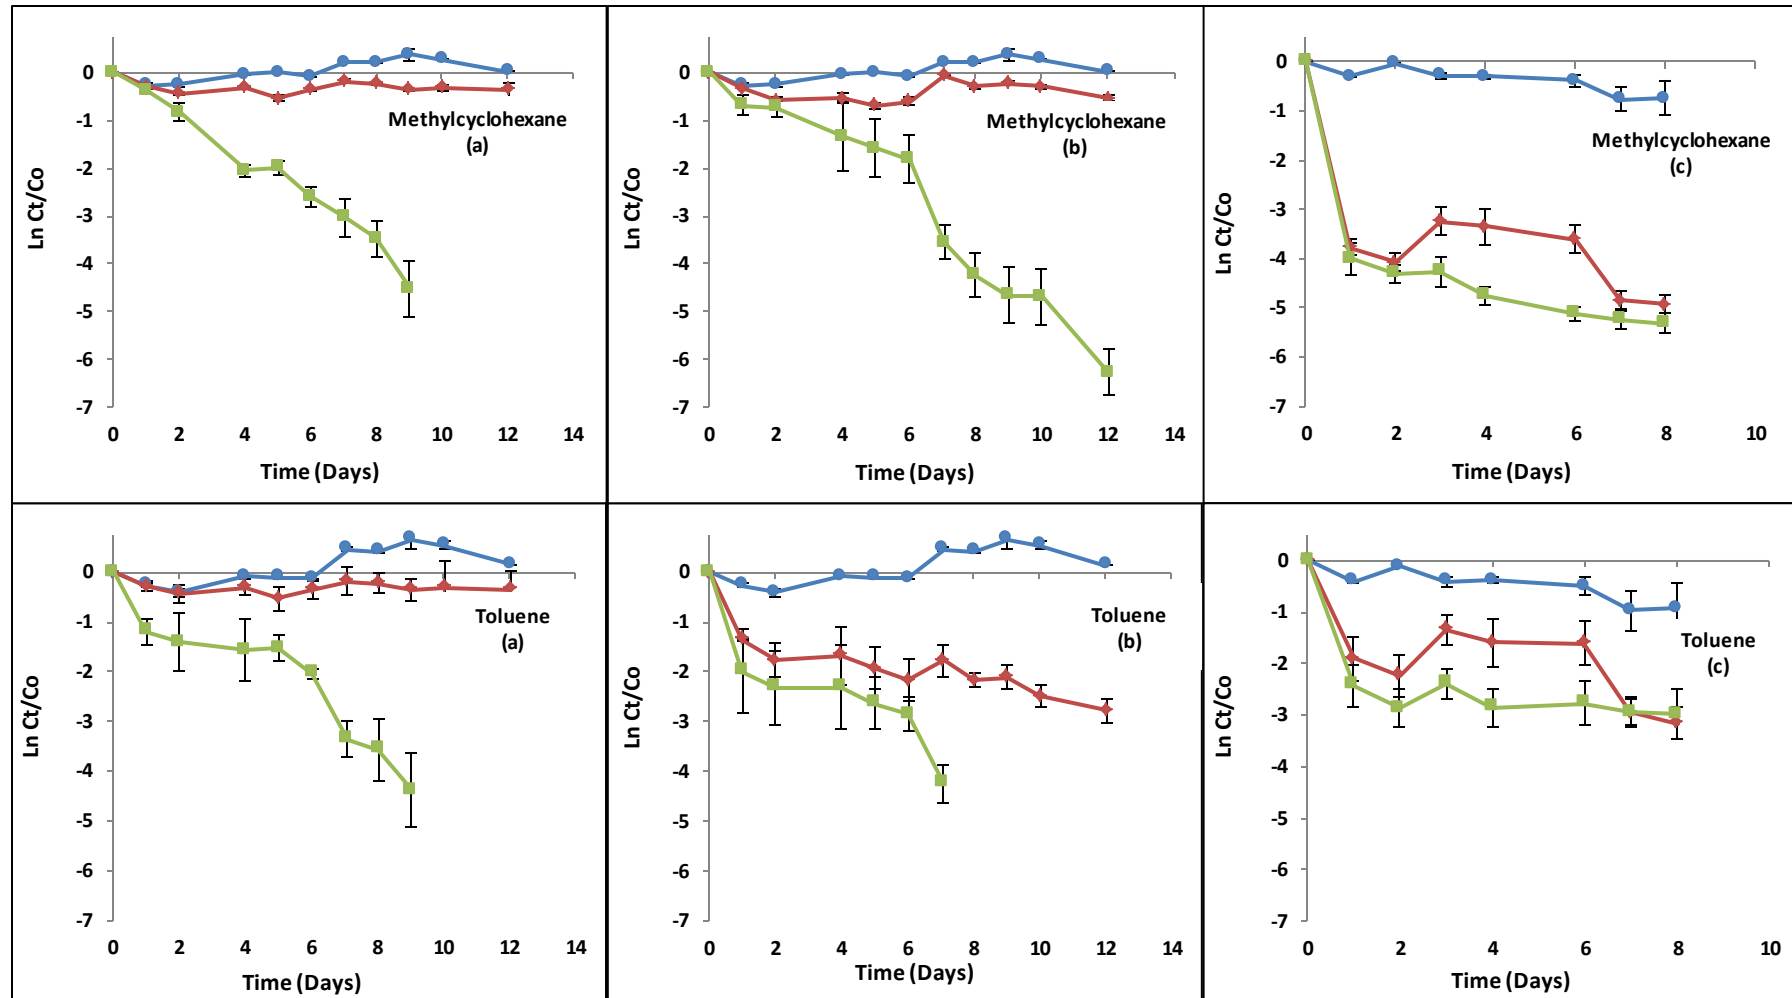 0
-1
-2
-3
-4
-5
-6
-7
Ln Ct/Co
Methylcyclohexane
(a)
0 2 4 6 8 10 12 14
Time (Days)
0
-1
-2
-3
-4
-5
-6
-7
Ln Ct/Co
Methylcyclohexane
(b)
0 2 4 6 8 10 12 14
Time (Days)
0
-1
-2
-3
-4
-5
-6
-7
Ln Ct/Co
Methylcyclohexane
(c)
0 2 4 6 8 10
Time (Days)
0
-1
-2
-3
-4
-5
-6
-7
Ln Ct/Co
Toluene
(a)
0 2 4 6 8 10 12 14
Time (Days)
0
-1
-2
-3
-4
-5
-6
-7
Ln Ct/Co
Toluene
(b)
0 2 4 6 8 10 12 14
Time (Days)
0
-1
-2
-3
-4
-5
-6
-7
Ln Ct/Co
Toluene
(c)
0 2 4 6 8 10
Time (Days)